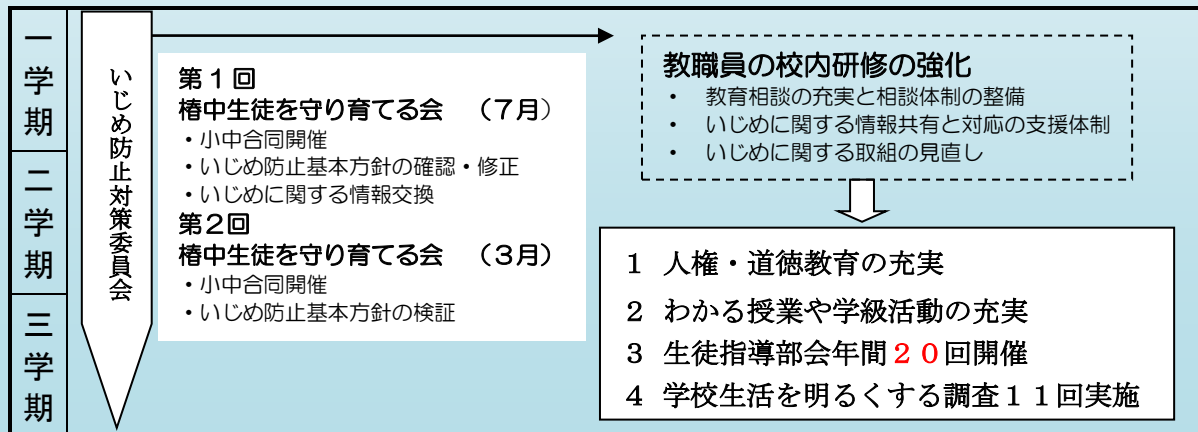 一学期
二学期
三学期
いじめ防止対策委員会
第１回
椿中生徒を守り育てる会　（７月）
・小中合同開催
・いじめ防止基本方針の確認・修正
・いじめに関する情報交換
第２回
椿中生徒を守り育てる会　（３月）
・小中合同開催
・いじめ防止基本方針の検証
教職員の校内研修の強化
・　教育相談の充実と相談体制の整備
・　いじめに関する情報共有と対応の支援体制
・　いじめに関する取組の見直し
１ 人権・道徳教育の充実
２ わかる授業や学級活動の充実
３ 生徒指導部会年間２０回開催
４ 学校生活を明るくする調査１１回実施